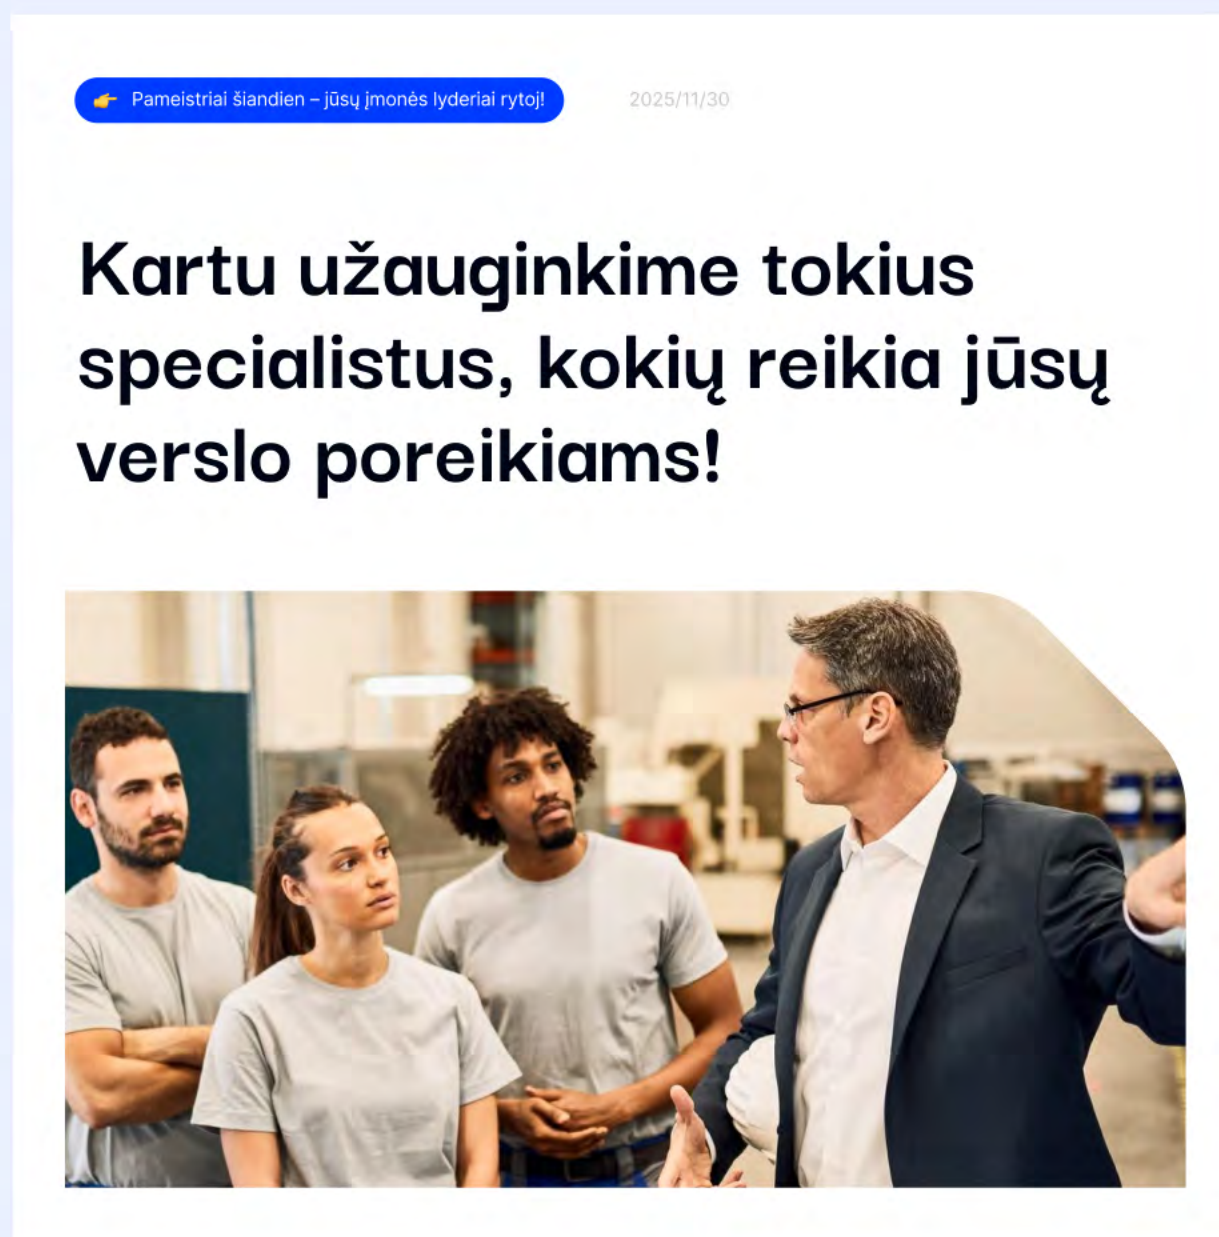 👉 Pameistriai šiandien – jūsų įmonės lyderiai rytoj!
2025/11/30
Kartu užauginkime tokius
specialistus, kokių reikia jūsų
verslo poreikiams!